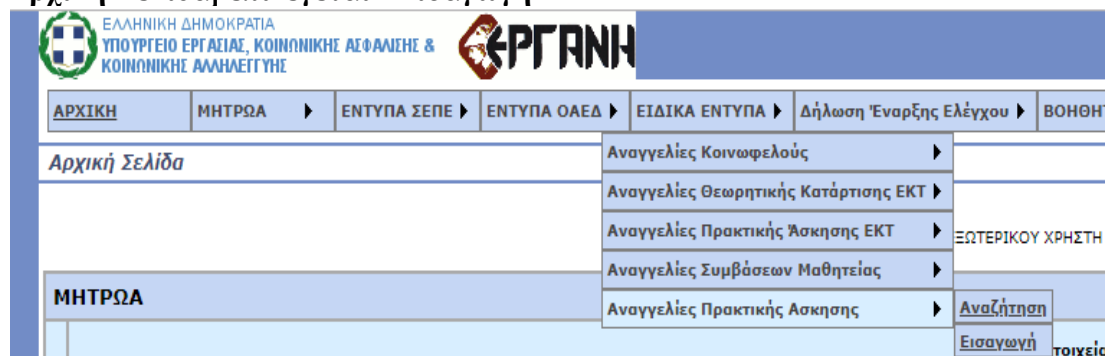 ΕΛΛΗΝΙΚΗ ΔΗΜΟΚΡΑΤΙΑ
ΥΠΟΥΡΓΕΙΟ ΕΡΓΑΣΙΑΣ, ΚΟΙΝΩΝΙΚΗΣ ΑΣΦΑΛΙΣΗΣ &
ΚΟΙΝΩΝΙΚΗΣ ΑΛΛΗΛΕΓΓΥΗΣ
ΕΡΓΑΝΗ
ΑΡΧΙΚΗ ΜΗΤΡΩΑ ΕΝΤΥΠΑ ΣΕΠΕ ΕΝΤΥΠΑ ΟΑΕΔ ΕΙΔΙΚΑ ΕΝΤΥΠΑ Δήλωση Έναρξης Ελέγχου
Αρχική Σελίδα
Αναγγελίες Κοινωφελούς
Αναγγελίες Θεωρητικής Κατάρτισης ΕΚΤ
Αναγγελίες Πρακτικής Άσκησης ΕΚΤ
ΧΡΗΣΤΗ
Αναγγελίες Συμβάσεων Μαθητείας
ΜΗΤΡΩΑ
Αναγγελίες Πρακτικής Ασκησης
Αναζήτηση
Εισαγωγή